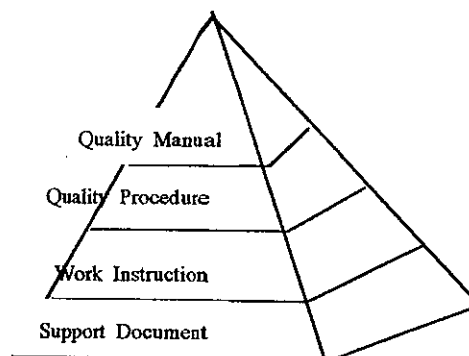 Quality Manual
Quality Procedure
Work Instruction
Support Document